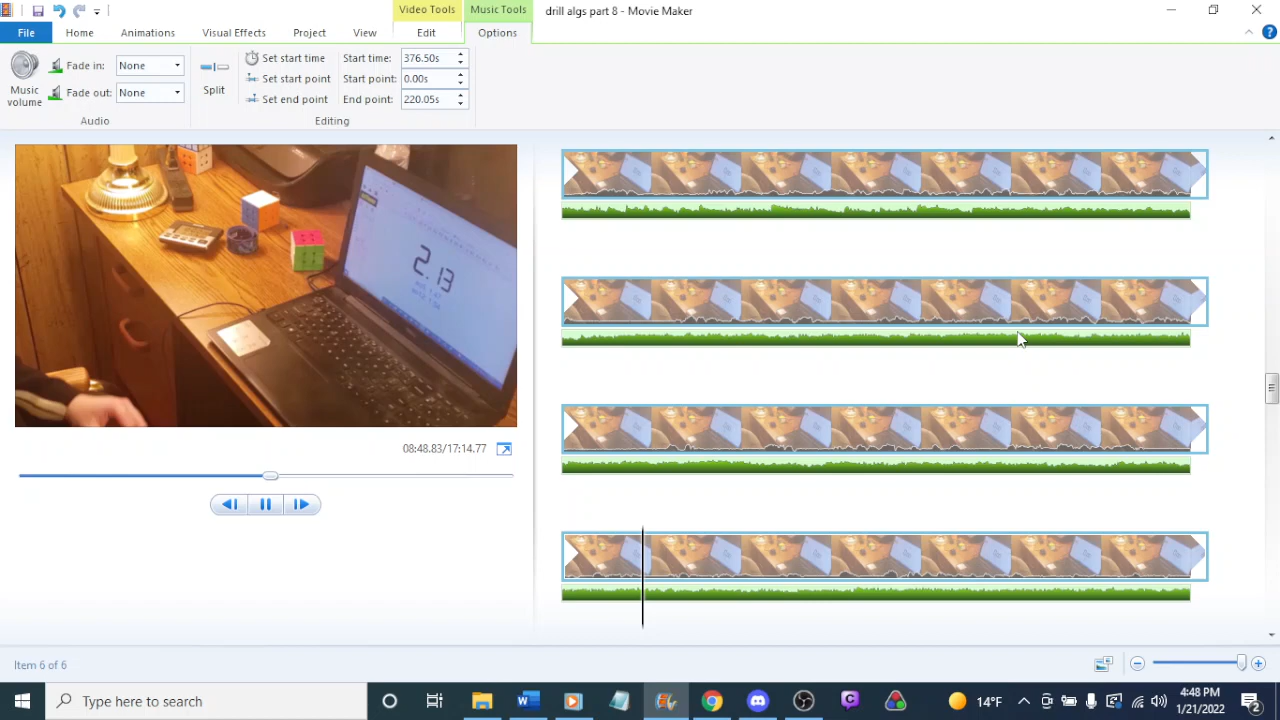 Video Tools
Music Tools
drill algs part 8 - Movie Maker
File
Home
Animations
Visual Effects
Project
View
Edit
Options
Music volume
Fade in: None
Fade out: None
Audio
Split
Set start time
Set start point
Set end point
Start time: 376.50s
Start point: 0.00s
End point: 220.05s
Editing
2.13
08:48.83/17:14.77
Item 6 of 6
Type here to search
14°F
4:48 PM
1/21/2022
2